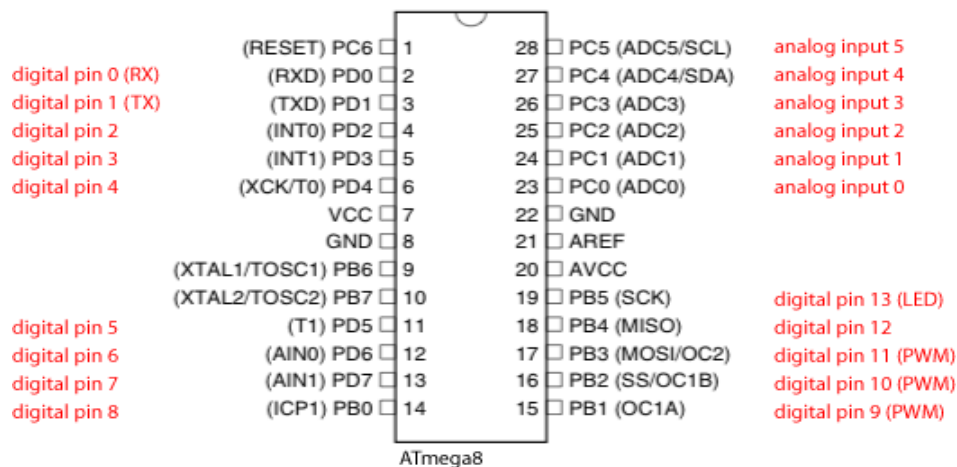 (RESET) PC6 1 28 PC5 (ADC5/SCL) analog input 5
digital pin 0 (RX) (RXD) PD0 2 27 PC4 (ADC4/SDA) analog input 4
digital pin 1 (TX) (TXD) PD1 3 26 PC3 (ADC3) analog input 3
digital pin 2 (INT0) PD2 4 25 PC2 (ADC2) analog input 2
digital pin 3 (INT1) PD3 5 24 PC1 (ADC1) analog input 1
digital pin 4 (XCK/T0) PD4 6 23 PC0 (ADC0) analog input 0
VCC 7 22 GND
GND 8 21 AREF
(XTAL1/TOSC1) PB6 9 20 AVCC
(XTAL2/TOSC2) PB7 10 19 PB5 (SCK) digital pin 13 (LED)
digital pin 5 (T1) PD5 11 18 PB4 (MISO) digital pin 12
digital pin 6 (AIN0) PD6 12 17 PB3 (MOSI/OC2) digital pin 11 (PWM)
digital pin 7 (AIN1) PD7 13 16 PB2 (SS/OC1B) digital pin 10 (PWM)
digital pin 8 (ICP1) PB0 14 15 PB1 (OC1A) digital pin 9 (PWM)
ATmega8